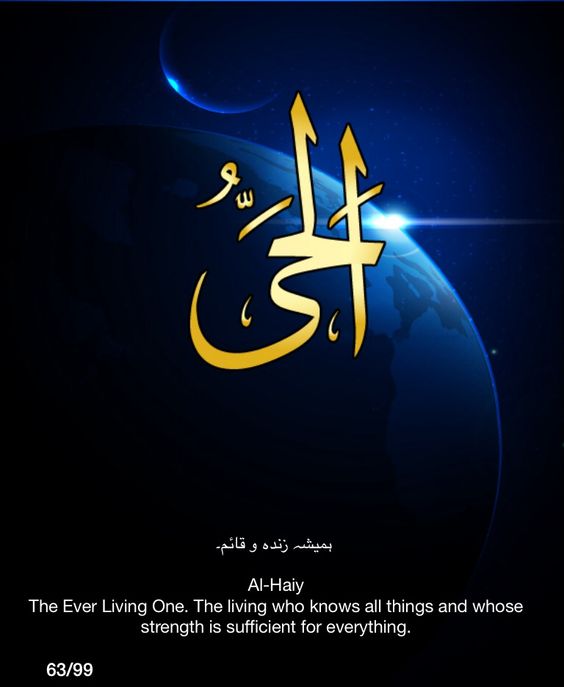 الْحَيُّ
ہمیشہ زندہ و قائم۔
Al-Haiy
The Ever Living One. The living who knows all things and whose
strength is sufficient for everything.
63/99